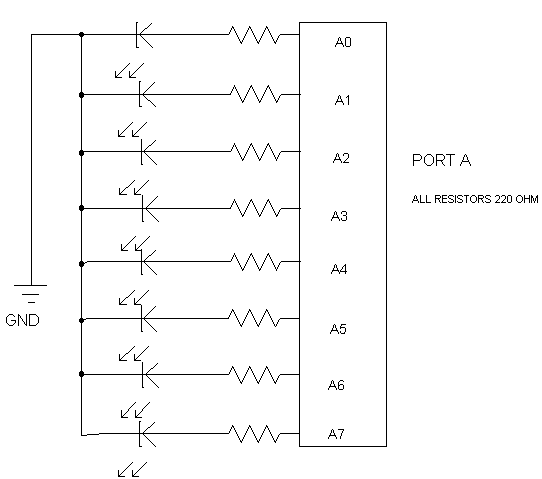 A0
A1
A2
PORT A
ALL RESISTORS 220 OHM
A3
A4
GND
A5
A6
A7